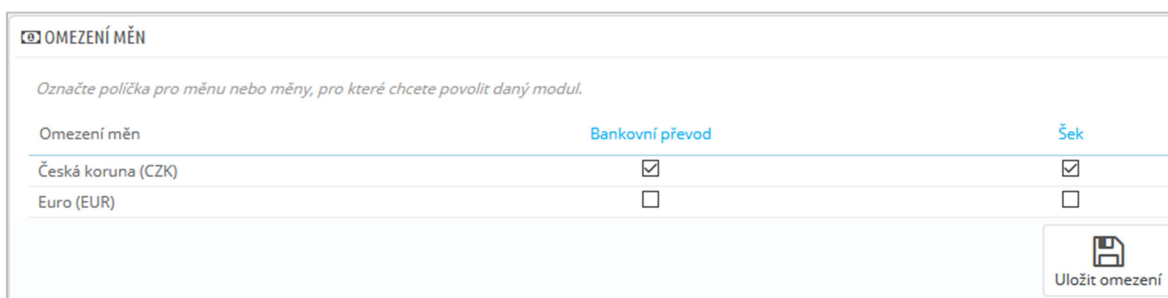 OMEZENÍ MĚN
Označte políčka pro měnu nebo měny, pro které chcete povolit daný modul.
Omezení měn Bankovní převod Šek
Česká koruna (CZK)
Euro (EUR)
Uložit omezení